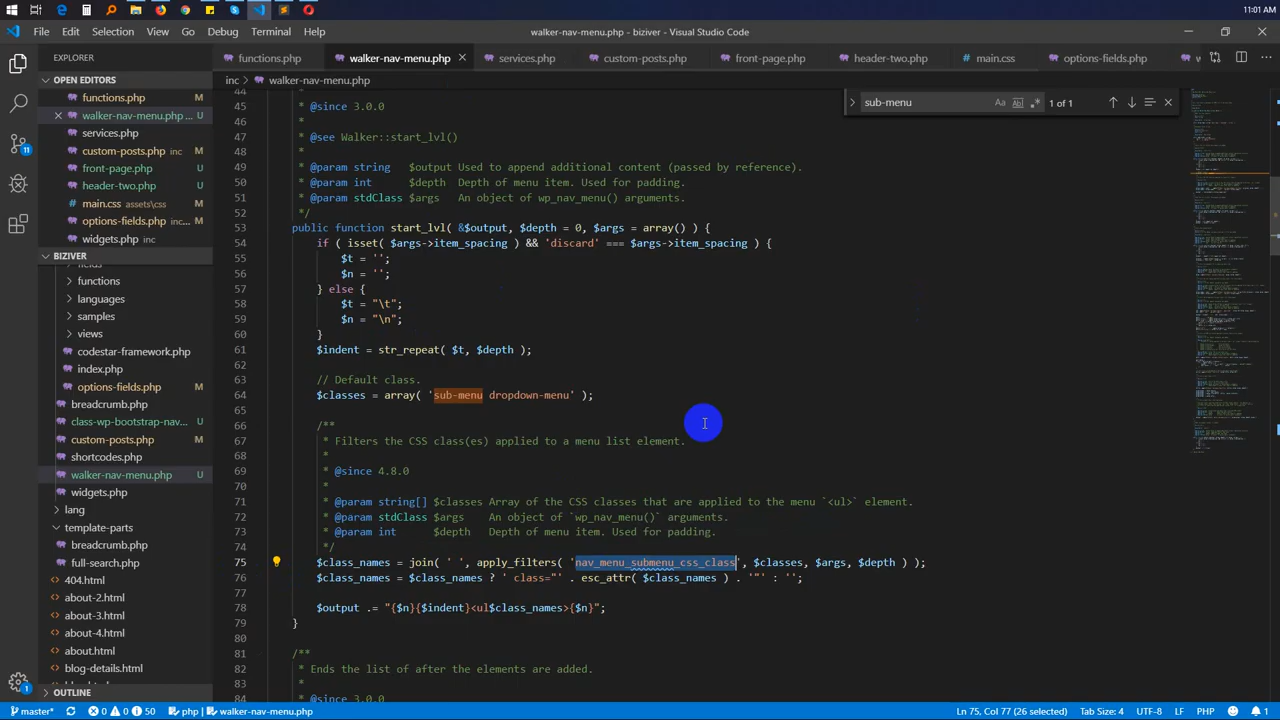 11:01 AM
File Edit Selection View Go Debug Terminal Help
walker-nav-menu.php - biziver - Visual Studio Code
EXPLORER
functions.php
walker-nav-menu.php
services.php
custom-posts.php
front-page.php
header-two.php
main.css
options-fields.php
OPEN EDITORS
inc > walker-nav-menu.php
functions.php M
walker-nav-menu.php ... U
services.php
custom-posts.php inc M
front-page.php U
header-two.php U
main.css assets\css M
options-fields.php inc... U
widgets.php inc M
BIZIVER
fields
functions
languages
samples
views
codestar-framework.php M
index.php M
options-fields.php U
breadcrumb.php M
class-wp-bootstrap-nav... U
custom-posts.php M
shortcodes.php M
walker-nav-menu.php U
widgets.php M
lang
template-parts
breadcrumb.php M
full-search.php M
404.html
about-2.html
about-3.html
about-4.html
about.html
blog-details.html
OUTLINE
sub-menu Aa Abl .* 1 of 1
44 *
45 * @since 3.0.0
46 *
47 * @see Walker::start_lvl()
48 *
49 * @param string $output Used to append additional content (passed by reference).
50 * @param int $depth Depth of menu item. Used for padding.
51 * @param stdClass $args An object of wp_nav_menu() arguments.
52 */
53 public function start_lvl( &$output, $depth = 0, $args = array() ) {
54 if ( isset( $args->item_spacing ) && 'discard' === $args->item_spacing ) {
55 $t = '';
56 $n = '';
57 } else {
58 $t = "\t";
59 $n = "\n";
60 }
61 $indent = str_repeat( $t, $depth );
62
63 // Default class.
64 $classes = array( 'sub-menu dropdown-menu' );
65
66 /**
67 * Filters the CSS class(es) applied to a menu list element.
68 *
69 * @since 4.8.0
70 *
71 * @param string[] $classes Array of the CSS classes that are applied to the menu `<ul>` element.
72 * @param stdClass $args An object of `wp_nav_menu()` arguments.
73 * @param int $depth Depth of menu item. Used for padding.
74 */
75 $class_names = join( ' ', apply_filters( 'nav_menu_submenu_css_class', $classes, $args, $depth ) );
76 $class_names = $class_names ? ' class="' . esc_attr( $class_names ) . '"' : '';
77
78 $output .= "{$n}{$indent}<ul$class_names>{$n}";
79 }
80
81 /**
82 * Ends the list of after the elements are added.
83 *
84 * @since 3.0.0
11
1
master* 0 0 50 php walker-nav-menu.php
Ln 75, Col 77 (26 selected) Tab Size: 4 UTF-8 LF PHP 1